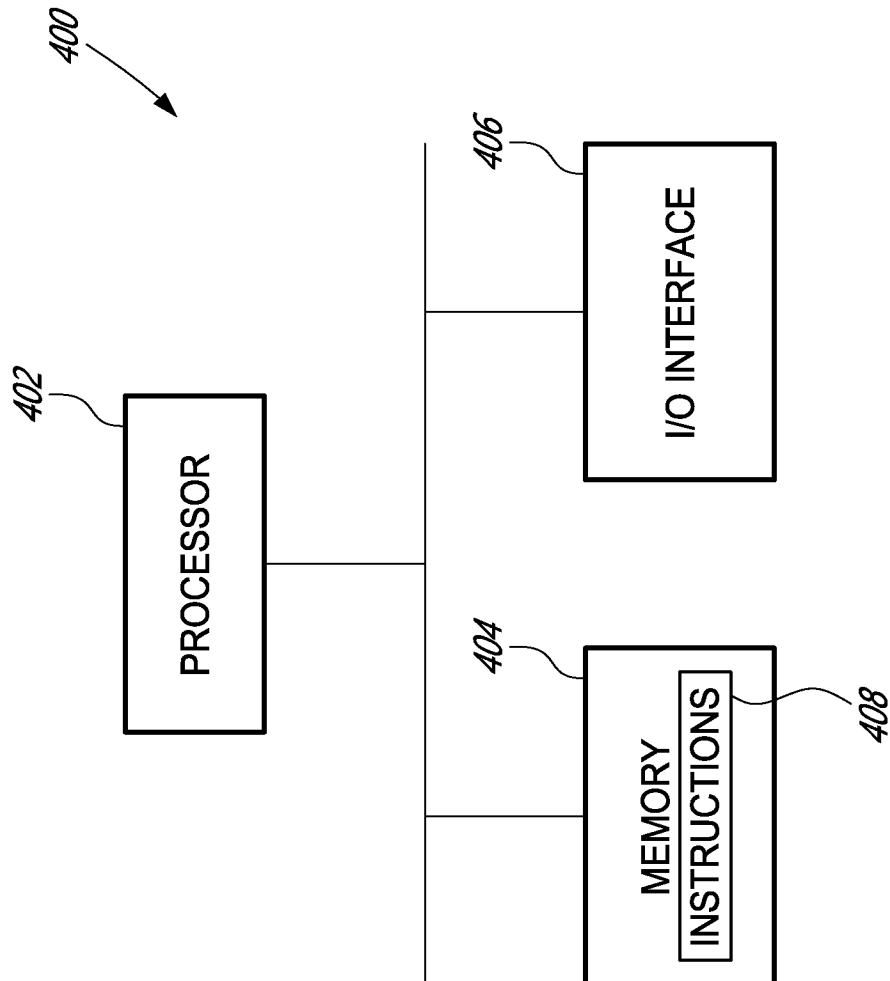 400
402
PROCESSOR
404
MEMORY
INSTRUCTIONS
408
406
I/O INTERFACE